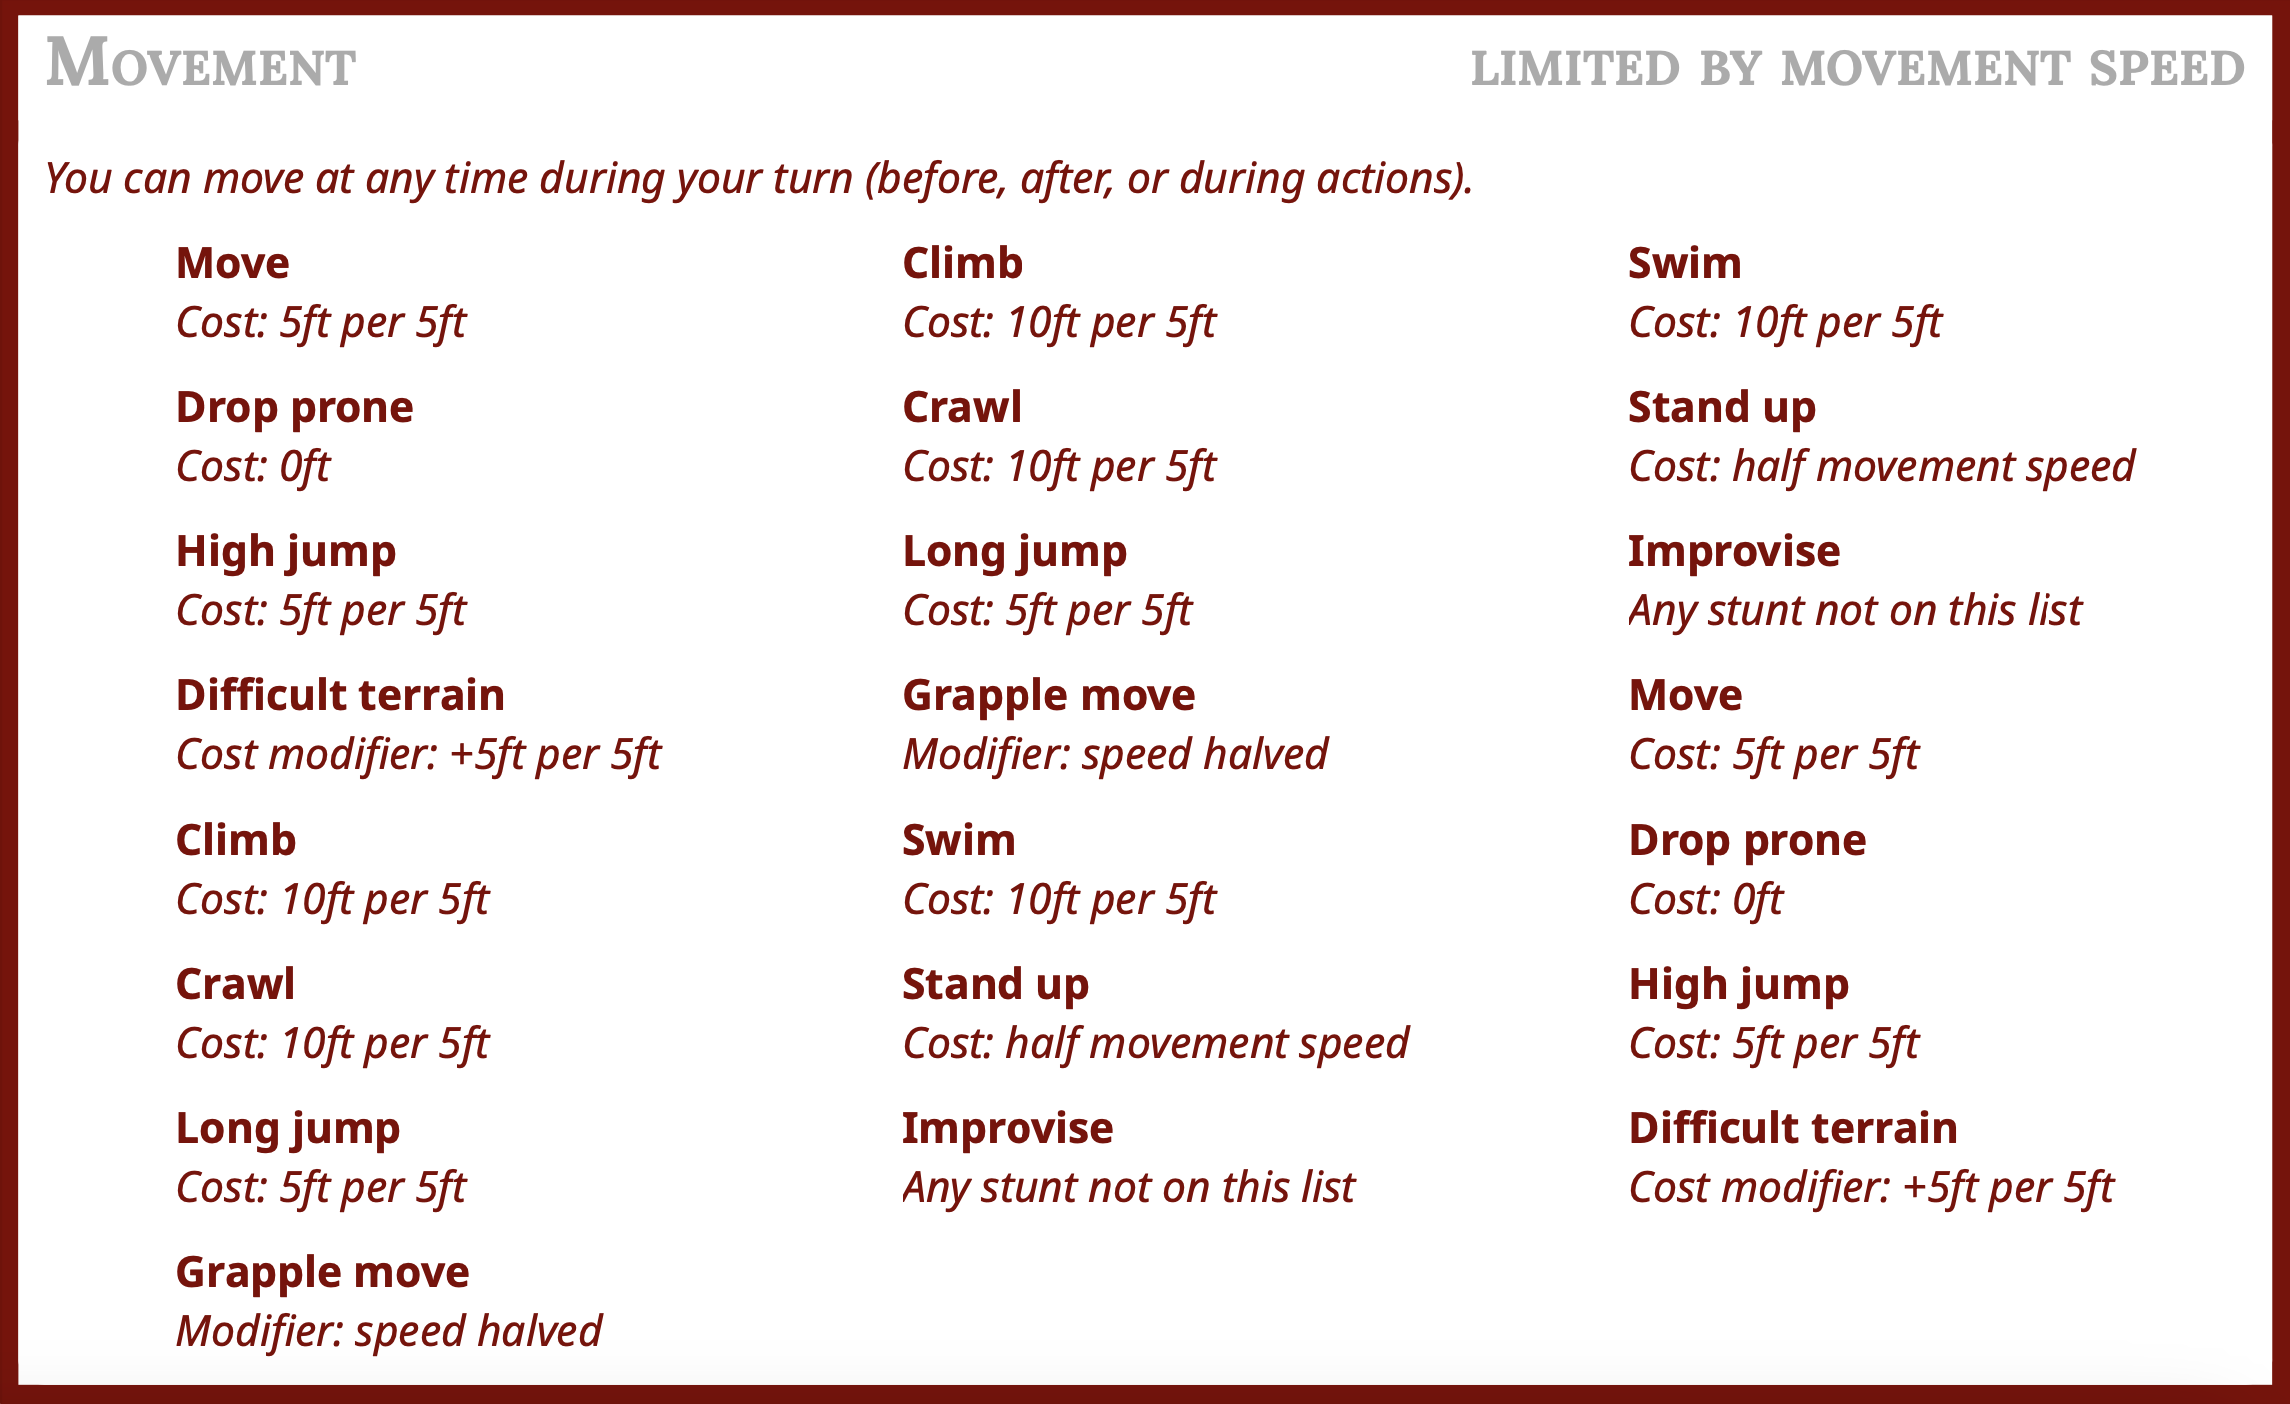 Movement
limited by movement speed
You can move at any time during your turn (before, after, or during actions).
Move
Cost: 5ft per 5ft
Climb
Cost: 10ft per 5ft
Swim
Cost: 10ft per 5ft
Drop prone
Cost: 0ft
Crawl
Cost: 10ft per 5ft
Stand up
Cost: half movement speed
High jump
Cost: 5ft per 5ft
Long jump
Cost: 5ft per 5ft
Improvise
Any stunt not on this list
Difficult terrain
Cost modifier: +5ft per 5ft
Grapple move
Modifier: speed halved
Move
Cost: 5ft per 5ft
Climb
Cost: 10ft per 5ft
Swim
Cost: 10ft per 5ft
Drop prone
Cost: 0ft
Crawl
Cost: 10ft per 5ft
Stand up
Cost: half movement speed
High jump
Cost: 5ft per 5ft
Long jump
Cost: 5ft per 5ft
Improvise
Any stunt not on this list
Difficult terrain
Cost modifier: +5ft per 5ft
Grapple move
Modifier: speed halved